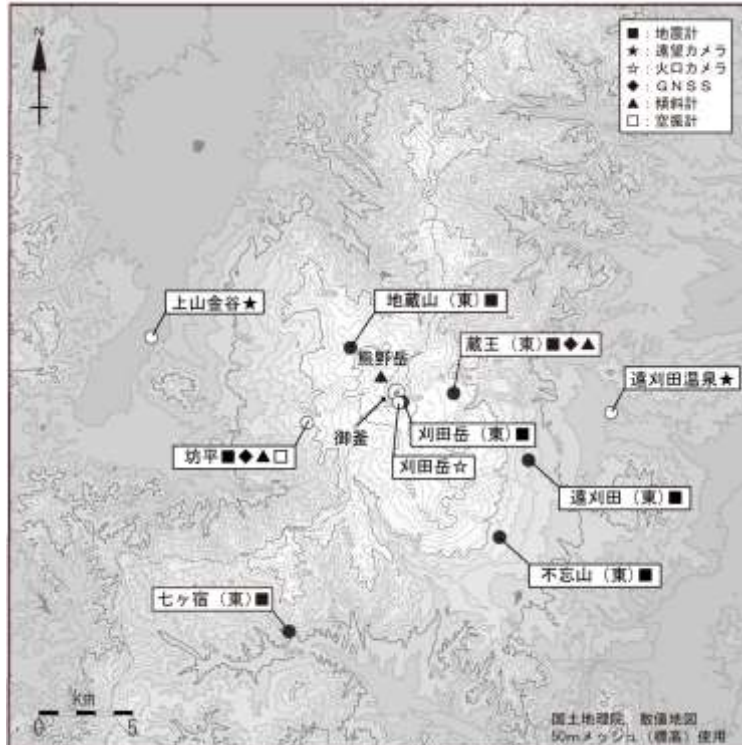 N
■：地震計
★：遠望カメラ
☆：火口カメラ
◆：GNSS
▲：傾斜計
□：空振計
上山金谷★
地蔵山（東）■
熊野岳
蔵王（東）■◆▲
遠刈田温泉★
御釜
刈田岳（東）■
坊平■◆▲□
刈田岳☆
遠刈田（東）■
不忘山（東）■
七ヶ宿（東）■
km
0 5
国土地理院 数値地図
50mメッシュ（標高）使用